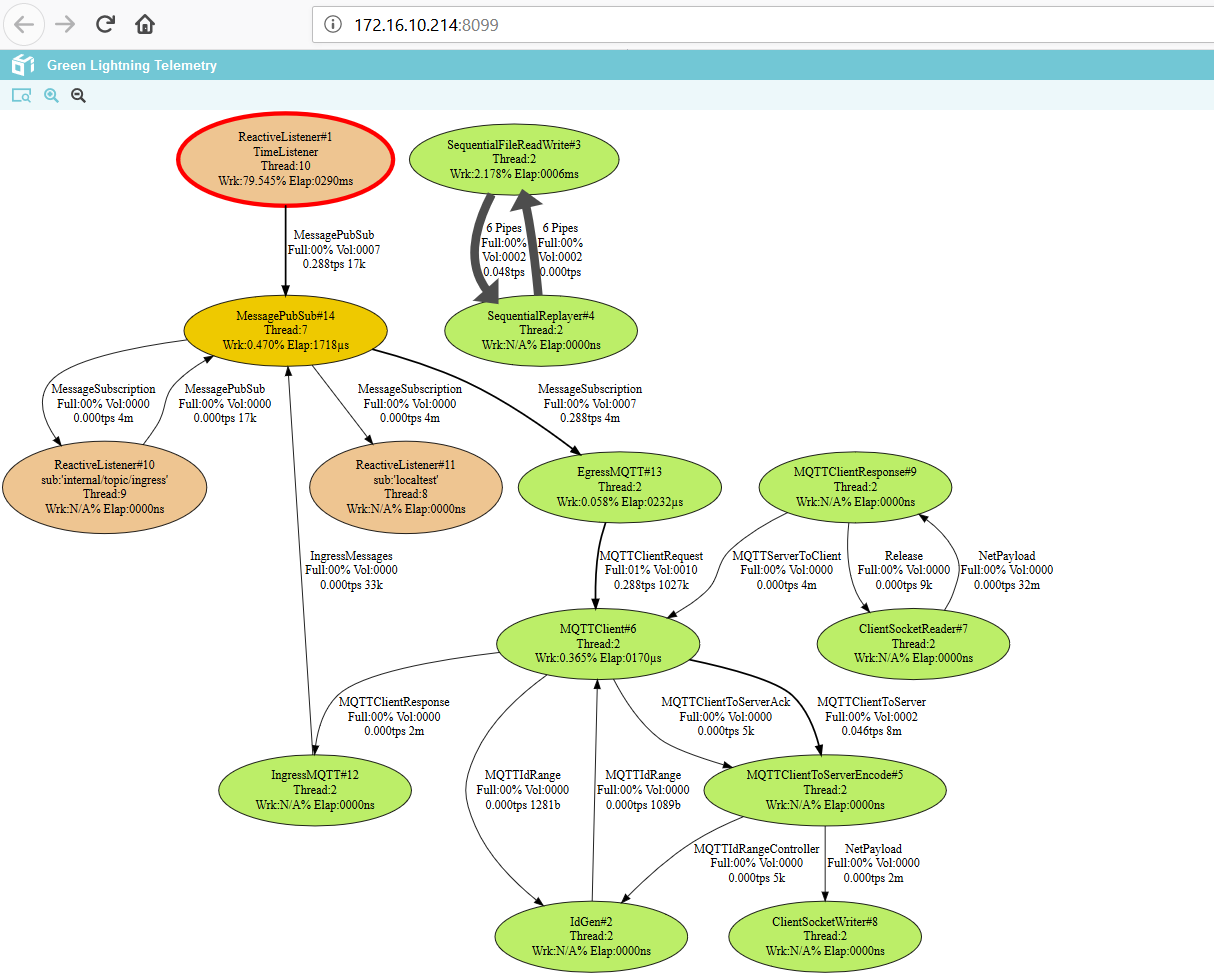 172.16.10.214:8099
Green Lightning Telemetry
ReactiveListener#1
TimeListener
Thread:10
Wrk:79.545% Elap:0290ms
SequentialFileReadWrite#3
Thread:2
Wrk:2.178% Elap:0006ms
MessagePubSub
Full:00% Vol:0007
0.288tps 17k
6 Pipes
Full:00%
Vol:0002
0.048tps
6 Pipes
Full:00%
Vol:0002
0.000tps
MessagePubSub#14
Thread:7
Wrk:0.470% Elap:1718µs
SequentialReplayer#4
Thread:2
Wrk:N/A% Elap:0000ns
MessageSubscription
Full:00% Vol:0000
0.000tps 4m
MessagePubSub
Full:00% Vol:0000
0.000tps 17k
MessageSubscription
Full:00% Vol:0000
0.000tps 4m
MessageSubscription
Full:00% Vol:0007
0.288tps 4m
ReactiveListener#10
sub:'internal/topic/ingress'
Thread:9
Wrk:N/A% Elap:0000ns
ReactiveListener#11
sub:'localtest'
Thread:8
Wrk:N/A% Elap:0000ns
EgressMQTT#13
Thread:2
Wrk:0.058% Elap:0232µs
MQTTClientResponse#9
Thread:2
Wrk:N/A% Elap:0000ns
IngressMessages
Full:00% Vol:0000
0.000tps 33k
MQTTClientRequest
Full:01% Vol:0010
0.288tps 1027k
MQTTServerToClient
Full:00% Vol:0000
0.000tps 4m
Release
Full:00% Vol:0000
0.000tps 9k
NetPayload
Full:00% Vol:0000
0.000tps 32m
MQTTClient#6
Thread:2
Wrk:0.365% Elap:0170µs
ClientSocketReader#7
Thread:2
Wrk:N/A% Elap:0000ns
MQTTClientResponse
Full:00% Vol:0000
0.000tps 2m
MQTTClientToServerAck
Full:00% Vol:0000
0.000tps 5k
MQTTClientToServer
Full:00% Vol:0002
0.046tps 8m
IngressMQTT#12
Thread:2
Wrk:N/A% Elap:0000ns
MQTTIdRange
Full:00% Vol:0000
0.000tps 1281b
MQTTIdRange
Full:00% Vol:0000
0.000tps 1089b
MQTTClientToServerEncode#5
Thread:2
Wrk:N/A% Elap:0000ns
MQTTIdRangeController
Full:00% Vol:0000
0.000tps 5k
NetPayload
Full:00% Vol:0000
0.000tps 2m
IdGen#2
Thread:2
Wrk:N/A% Elap:0000ns
ClientSocketWriter#8
Thread:2
Wrk:N/A% Elap:0000ns